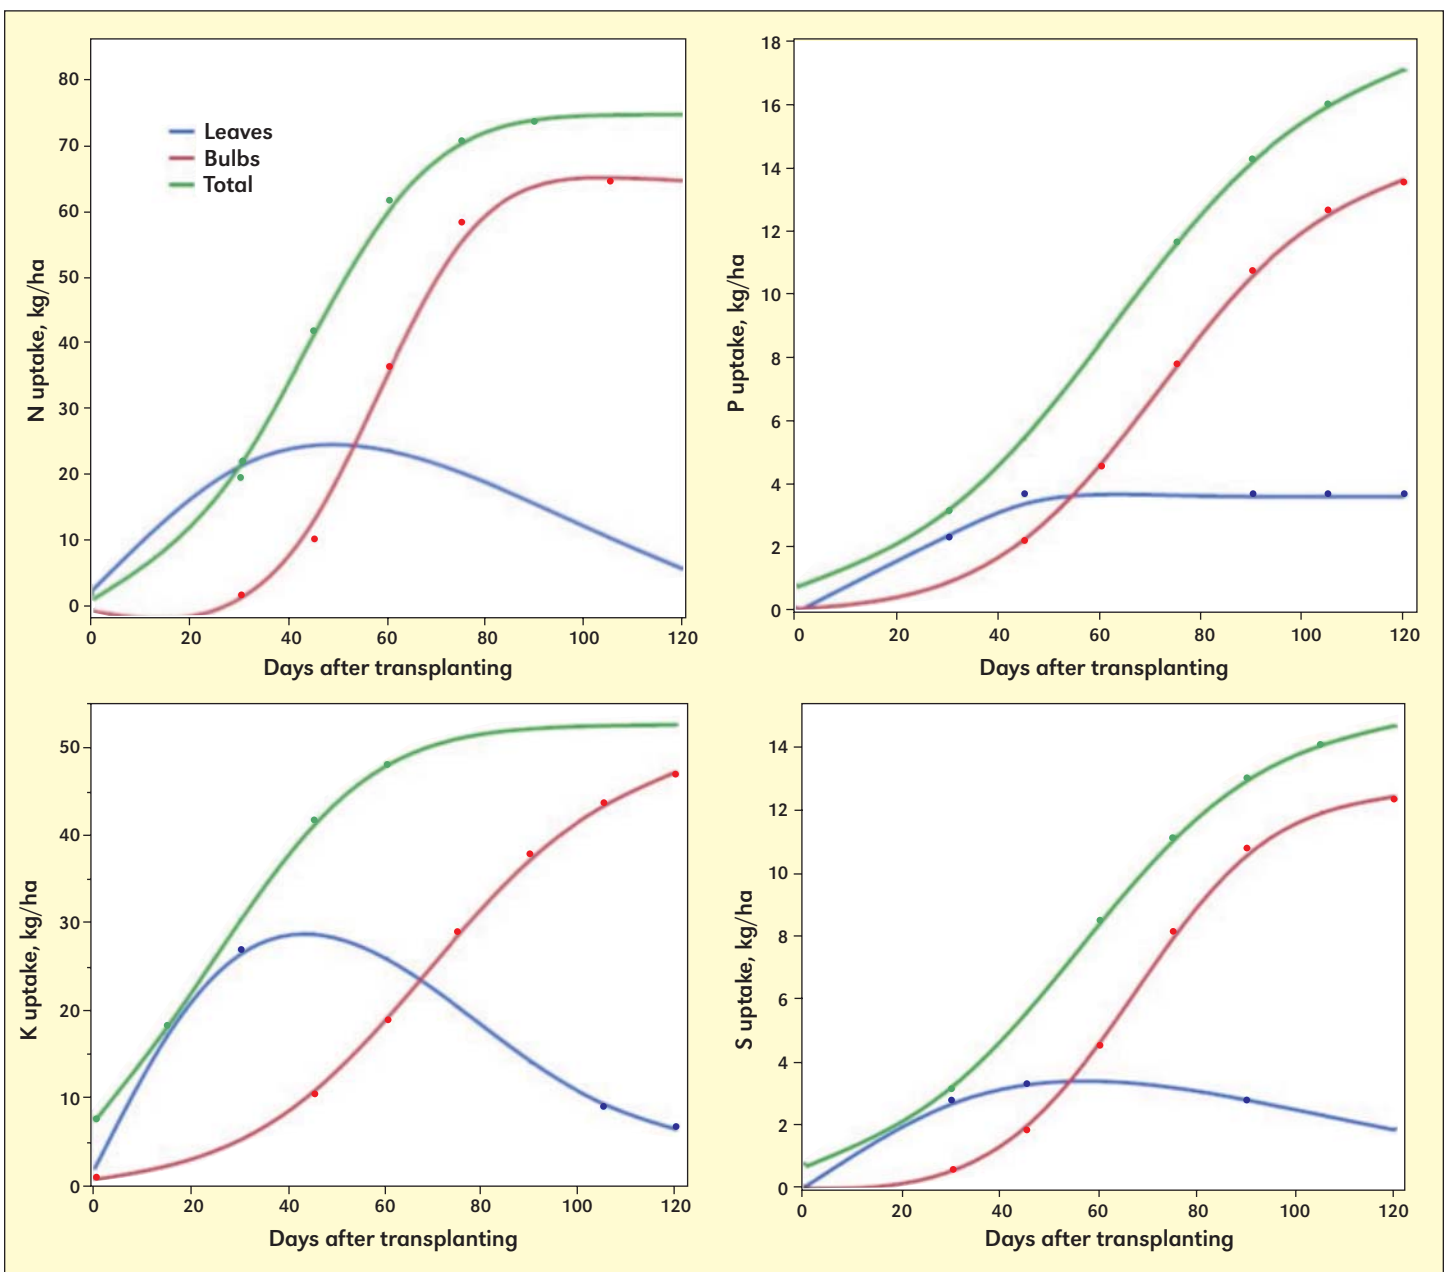 80
70
60
50
40
30
20
10
0
N uptake, kg/ha
Leaves
Bulbs
Total
0 20 40 60 80 100 120
Days after transplanting
18
16
14
12
10
8
6
4
2
0
P uptake, kg/ha
0 20 40 60 80 100 120
Days after transplanting
50
40
30
20
10
0
K uptake, kg/ha
0 20 40 60 80 100 120
Days after transplanting
14
12
10
8
6
4
2
0
S uptake, kg/ha
0 20 40 60 80 100 120
Days after transplanting